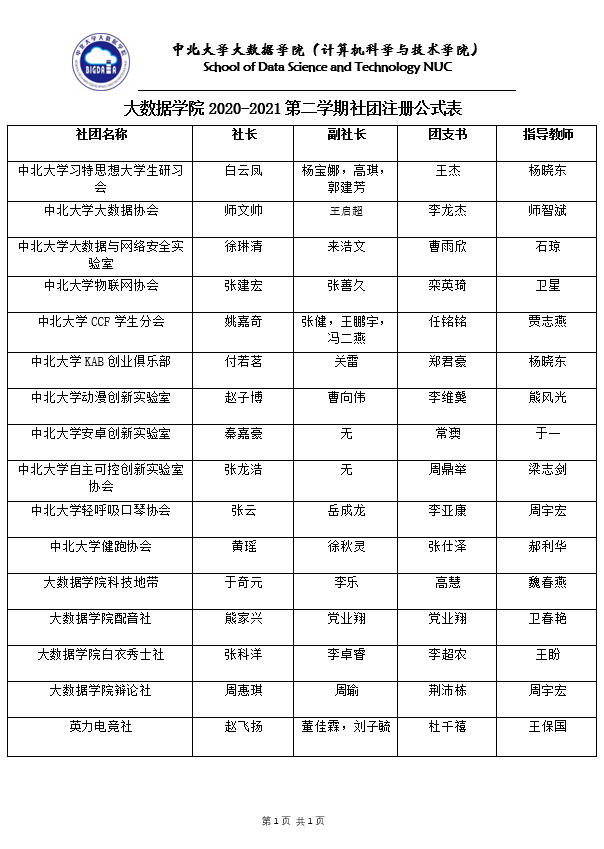 中北大学大数据学院
BIGDATA
中北大学大数据学院（计算机科学与技术学院）
School of Data Science and Technology NUC
大数据学院 2020-2021 第二学期社团注册公式表
社团名称 社长 副社长 团支书 指导教师
中北大学习特思想大学生研习会 白云凤 杨宝娜，高琪，郭建芳 王杰 杨晓东
中北大学大数据协会 师文帅 王启超 李龙杰 师智斌
中北大学大数据与网络安全实验室 徐琳清 来浩文 曹雨欣 石琼
中北大学物联网协会 张建宏 张善久 栾英琦 卫星
中北大学 CCF 学生分会 姚嘉奇 张健，王鹏宇，冯二燕 任铭铭 贾志燕
中北大学 KAB 创业俱乐部 付若茗 关雷 郑君豪 杨晓东
中北大学动漫创新实验室 赵子博 曹向伟 李维龑 熊风光
中北大学安卓创新实验室 秦嘉豪 无 常澳 于一
中北大学自主可控创新实验室协会 张龙浩 无 周鼎举 梁志剑
中北大学轻呼吸口琴协会 张云 岳成龙 李亚康 周宇宏
中北大学健跑协会 黄瑶 徐秋灵 张仕泽 郝利华
大数据学院科技地带 于奇元 李乐 高慧 魏春燕
大数据学院配音社 熊家兴 党业翔 党业翔 卫春艳
大数据学院白衣秀士社 张科洋 李卓睿 李超农 王盼
大数据学院辩论社 周惠琪 周瑜 荆沛栋 周宇宏
英力电竞社 赵飞扬 董佳霖，刘子毓 杜千禧 王保国
第 1 页 共 1 页